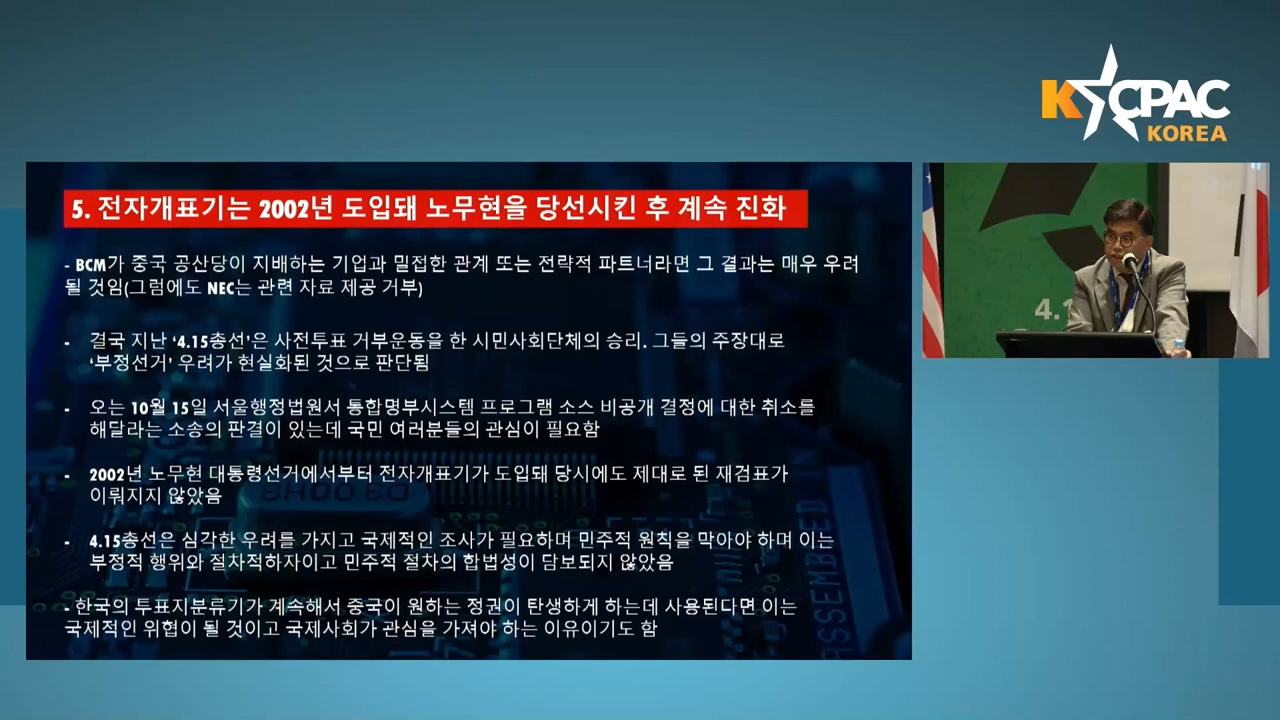 K CPAC
KOREA
5. 전자개표기는 2002년 도입돼 노무현을 당선시킨 후 계속 진화
- BCM가 중국 공산당이 지배하는 기업과 밀접한 관계 또는 전략적 파트너라면 그 결과는 매우 우려
될 것임(그럼에도 NEC는 관련 자료 제공 거부)
- 결국 지난 ‘4.15총선’은 사전투표 거부운동을 한 시민사회단체의 승리. 그들의 주장대로
‘부정선거’ 우려가 현실화된 것으로 판단됨
- 오는 10월 15일 서울행정법원서 통합명부시스템 프로그램 소스 비공개 결정에 대한 취소를
해달라는 소송의 판결이 있는데 국민 여러분들의 관심이 필요함
- 2002년 노무현 대통령선거에서부터 전자개표기가 도입돼 당시에도 제대로 된 재검표가
이뤄지지 않았음
- 4.15총선은 심각한 우려를 가지고 국제적인 조사가 필요하며 민주적 원칙을 막아야 하며 이는
부정적 행위와 절차적하자이고 민주적 절차의 합법성이 담보되지 않았음
- 한국의 투표지분류기가 계속해서 중국이 원하는 정권이 탄생하게 하는데 사용된다면 이는
국제적인 위협이 될 것이고 국제사회가 관심을 가져야 하는 이유이기도 함
ASSEMBLED IN
4.1